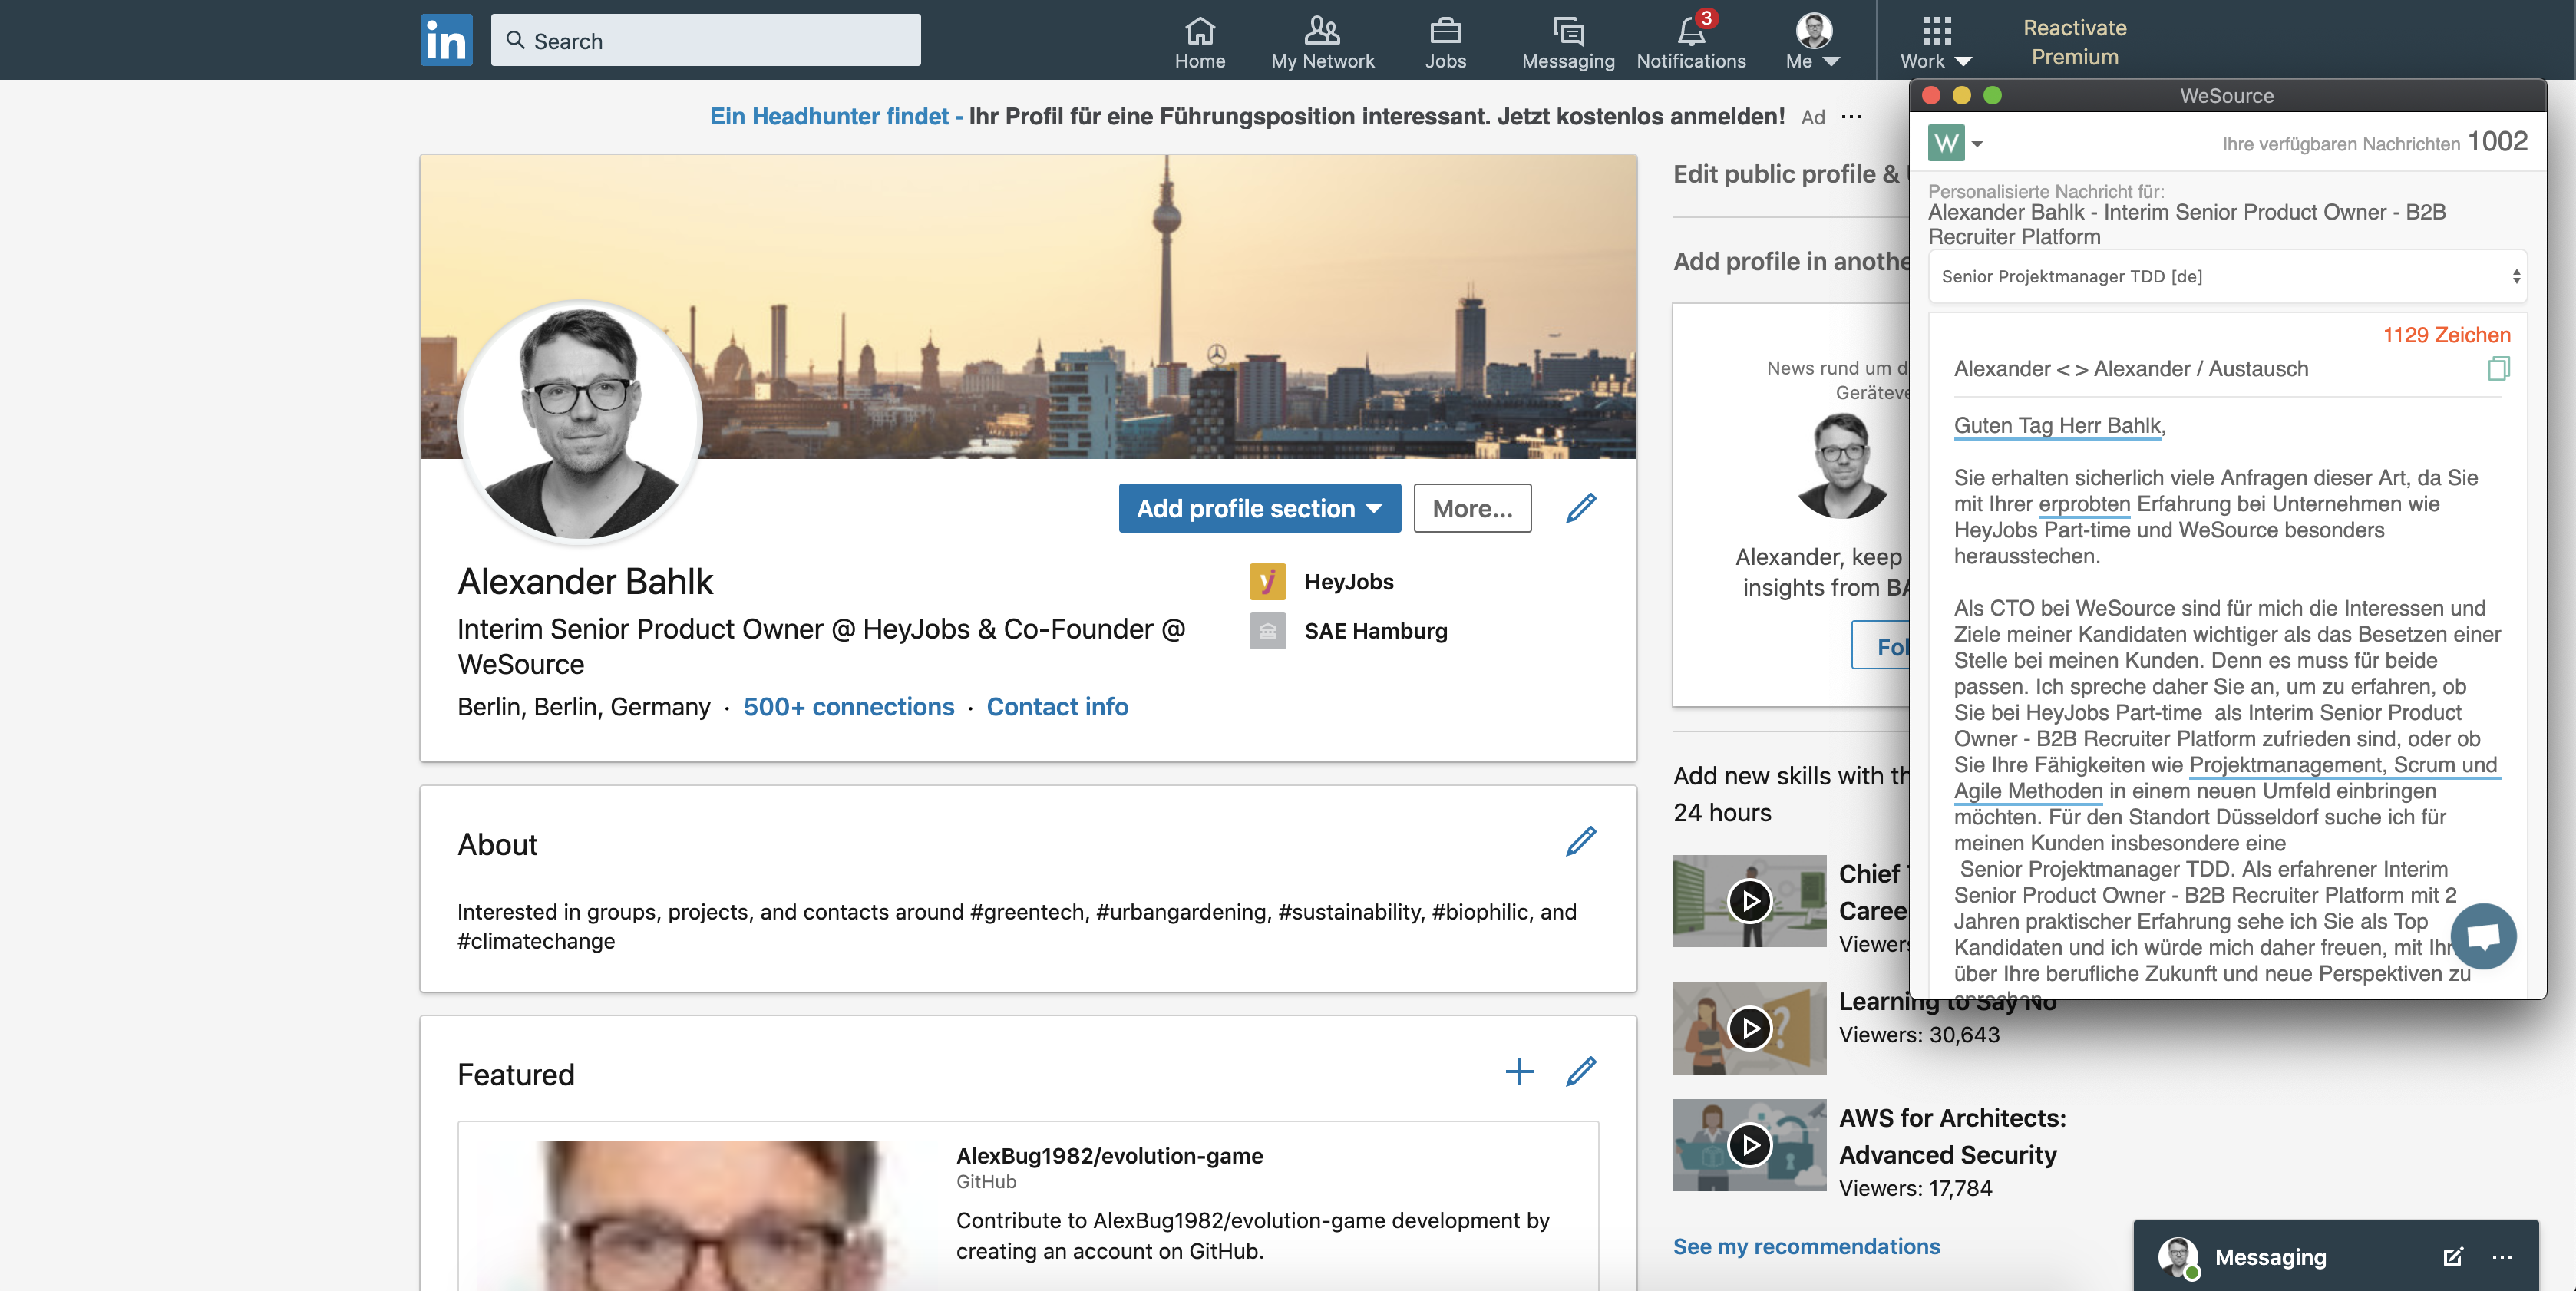 in
Search
Home
My Network
Jobs
Messaging
3
Notifications
Me
Work
Reactivate
Premium
Ein Headhunter findet - Ihr Profil für eine Führungsposition interessant. Jetzt kostenlos anmelden! Ad ...
Add profile section
More...
Alexander Bahlk
Interim Senior Product Owner @ HeyJobs & Co-Founder @
WeSource
Berlin, Berlin, Germany · 500+ connections · Contact info
HeyJobs
SAE Hamburg
About
Interested in groups, projects, and contacts around #greentech, #urbangardening, #sustainability, #biophilic, and
#climatechange
Featured
AlexBug1982/evolution-game
GitHub
Contribute to AlexBug1982/evolution-game development by
creating an account on GitHub.
Edit public profile &
Add profile in anothe
News rund um d
Geräteve
Alexander, keep
insights from BA
Fol
Add new skills with th
24 hours
Chief
Caree
Viewers
Learning to Say No
Viewers: 30,643
AWS for Architects:
Advanced Security
Viewers: 17,784
See my recommendations
WeSource
W
Ihre verfügbaren Nachrichten 1002
Personalisierte Nachricht für:
Alexander Bahlk - Interim Senior Product Owner - B2B
Recruiter Platform
Senior Projektmanager TDD [de]
1129 Zeichen
Alexander < > Alexander / Austausch
Guten Tag Herr Bahlk,
Sie erhalten sicherlich viele Anfragen dieser Art, da Sie
mit Ihrer erprobten Erfahrung bei Unternehmen wie
HeyJobs Part-time und WeSource besonders
herausstechen.
Als CTO bei WeSource sind für mich die Interessen und
Ziele meiner Kandidaten wichtiger als das Besetzen einer
Stelle bei meinen Kunden. Denn es muss für beide
passen. Ich spreche daher Sie an, um zu erfahren, ob
Sie bei HeyJobs Part-time als Interim Senior Product
Owner - B2B Recruiter Platform zufrieden sind, oder ob
Sie Ihre Fähigkeiten wie Projektmanagement, Scrum und
Agile Methoden in einem neuen Umfeld einbringen
möchten. Für den Standort Düsseldorf suche ich für
meinen Kunden insbesondere eine
Senior Projektmanager TDD. Als erfahrener Interim
Senior Product Owner - B2B Recruiter Platform mit 2
Jahren praktischer Erfahrung sehe ich Sie als Top
Kandidaten und ich würde mich daher freuen, mit Ihn
über Ihre berufliche Zukunft und neue Perspektiven zu
sprechen
Messaging
...